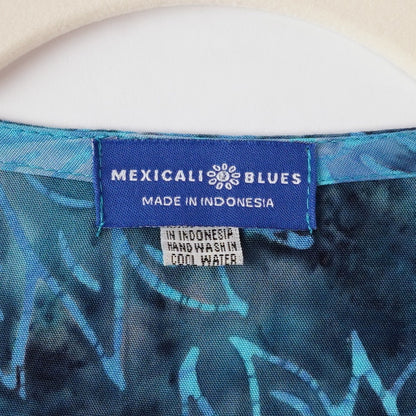 MEXICALI BLUES
MADE IN INDONESIA
IN INDONESIA
HAND WASH IN
COOL WATER